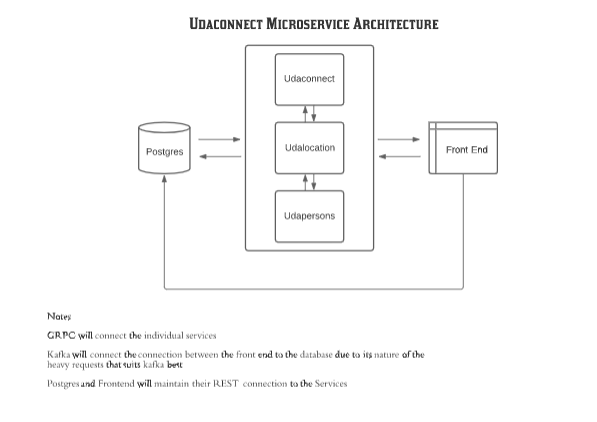 UDACONNECT MICROSERVICE ARCHITECTURE
Udaconnect
Postgres
Udalocation
Front End
Udapersons
Notes
GRPC will connect the individual services
Kafka will connect the connection between the front end to the database due to its nature of the
heavy requests that suits kafka best
Postgres and Frontend will maintain their REST connection to the Services